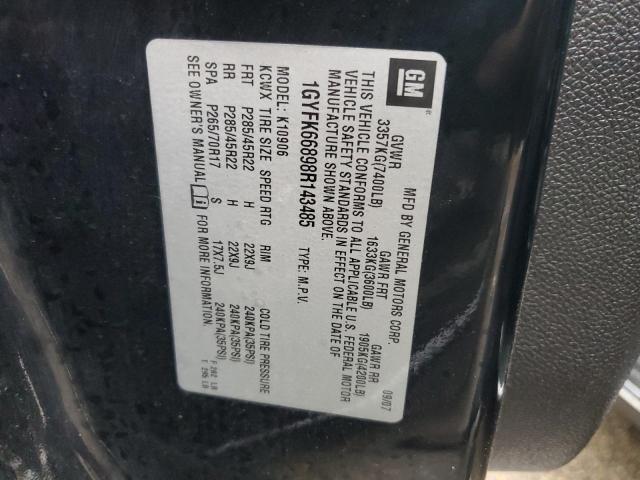 GM
MFD BY GENERAL MOTORS CORP. 09/07
GVWR GAWR FRT GAWR RR
3357KG(7400LB) 1633KG(3600LB) 1905KG(4200LB)
THIS VEHICLE CONFORMS TO ALL APPLICABLE U.S. FEDERAL MOTOR
VEHICLE SAFETY STANDARDS IN EFFECT ON THE DATE OF
MANUFACTURE SHOWN ABOVE.
1GYFK66898R143485 TYPE: M.P.V.
MODEL: K10906
KCWX TIRE SIZE SPEED RTG RIM COLD TIRE PRESSURE
FRT P285/45R22 H 22X9J 240KPA(35PSI)
RR P285/45R22 H 22X9J 240KPA(35PSI)
SPA P265/70R17 S 17X7.5J 240KPA(35PSI)
SEE OWNER'S MANUAL FOR MORE INFORMATION.
F 292 LB
T 295 LB